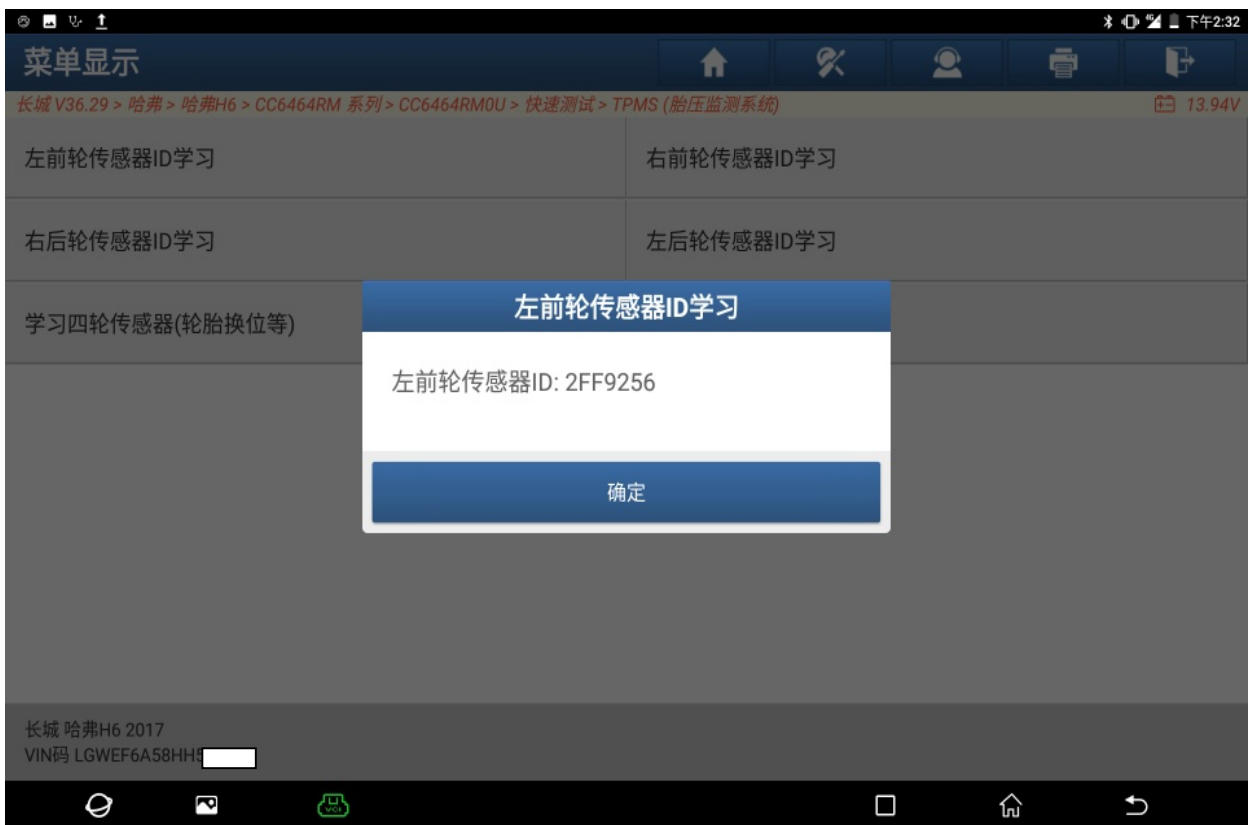 下午2:32
菜单显示
长城 V36.29 > 哈弗 > 哈弗H6 > CC6464RM 系列 > CC6464RM0U > 快速测试 > TPMS (胎压监测系统) 13.94V
左前轮传感器ID学习 右前轮传感器ID学习
右后轮传感器ID学习 左后轮传感器ID学习
学习四轮传感器(轮胎换位等)
左前轮传感器ID学习
左前轮传感器ID: 2FF9256
确定
长城 哈弗H6 2017
VIN码 LGWEF6A58HH5